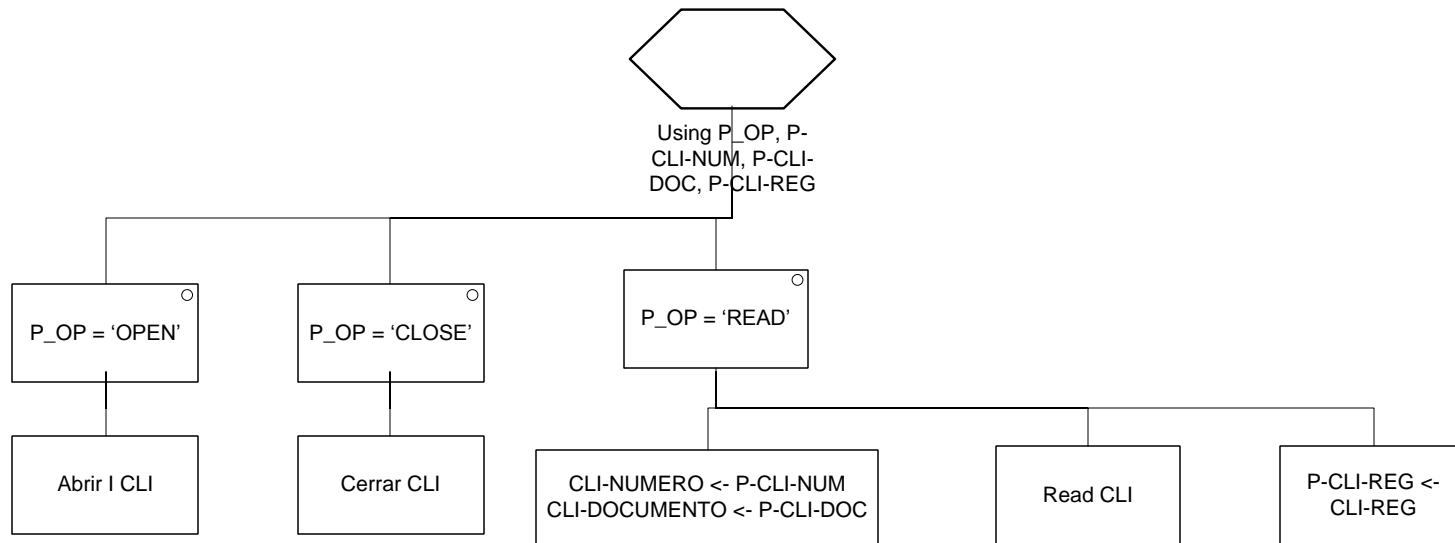 Using P_OP, P-
CLI-NUM, P-CLI-
DOC, P-CLI-REG
P_OP = ‘OPEN’
P_OP = ‘CLOSE’
P_OP = ‘READ’
Abrir I CLI
Cerrar CLI
CLI-NUMERO <- P-CLI-NUM
CLI-DOCUMENTO <- P-CLI-DOC
Read CLI
P-CLI-REG <-
CLI-REG